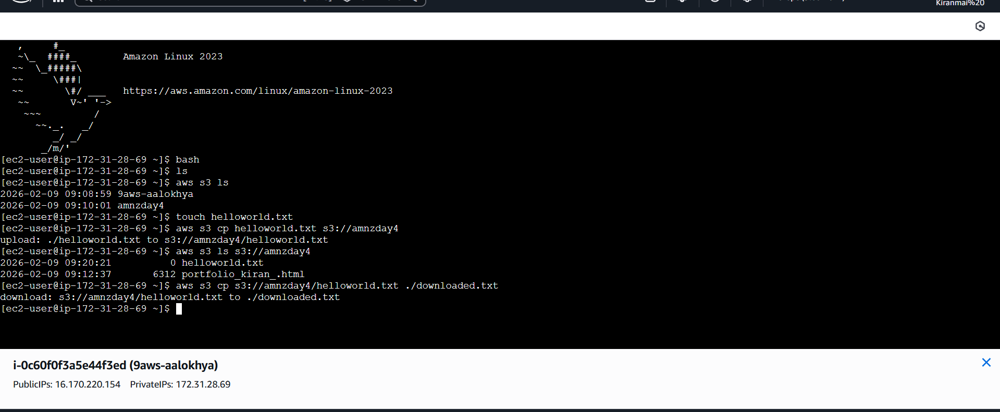 Kiranmai%20
   ,     #_
   ~\_  ####_        Amazon Linux 2023
  ~~  \_#####\
  ~~     \###|
  ~~       \#/ ___   https://aws.amazon.com/linux/amazon-linux-2023
   ~~       V~' '->
    ~~~         /
      ~~._.   _/
         _/ _/
       _/m/'
[ec2-user@ip-172-31-28-69 ~]$ bash
[ec2-user@ip-172-31-28-69 ~]$ ls
[ec2-user@ip-172-31-28-69 ~]$ aws s3 ls
2026-02-09 09:08:59 9aws-aalokhya
2026-02-09 09:10:01 amnzday4
[ec2-user@ip-172-31-28-69 ~]$ touch helloworld.txt
[ec2-user@ip-172-31-28-69 ~]$ aws s3 cp helloworld.txt s3://amnzday4
upload: ./helloworld.txt to s3://amnzday4/helloworld.txt
[ec2-user@ip-172-31-28-69 ~]$ aws s3 ls s3://amnzday4
2026-02-09 09:20:21          0 helloworld.txt
2026-02-09 09:12:37       6312 portfolio_kiran_.html
[ec2-user@ip-172-31-28-69 ~]$ aws s3 cp s3://amnzday4/helloworld.txt ./downloaded.txt
download: s3://amnzday4/helloworld.txt to ./downloaded.txt
[ec2-user@ip-172-31-28-69 ~]$
i-0c60f0f3a5e44f3ed (9aws-aalokhya)
PublicIPs: 16.170.220.154 PrivateIPs: 172.31.28.69